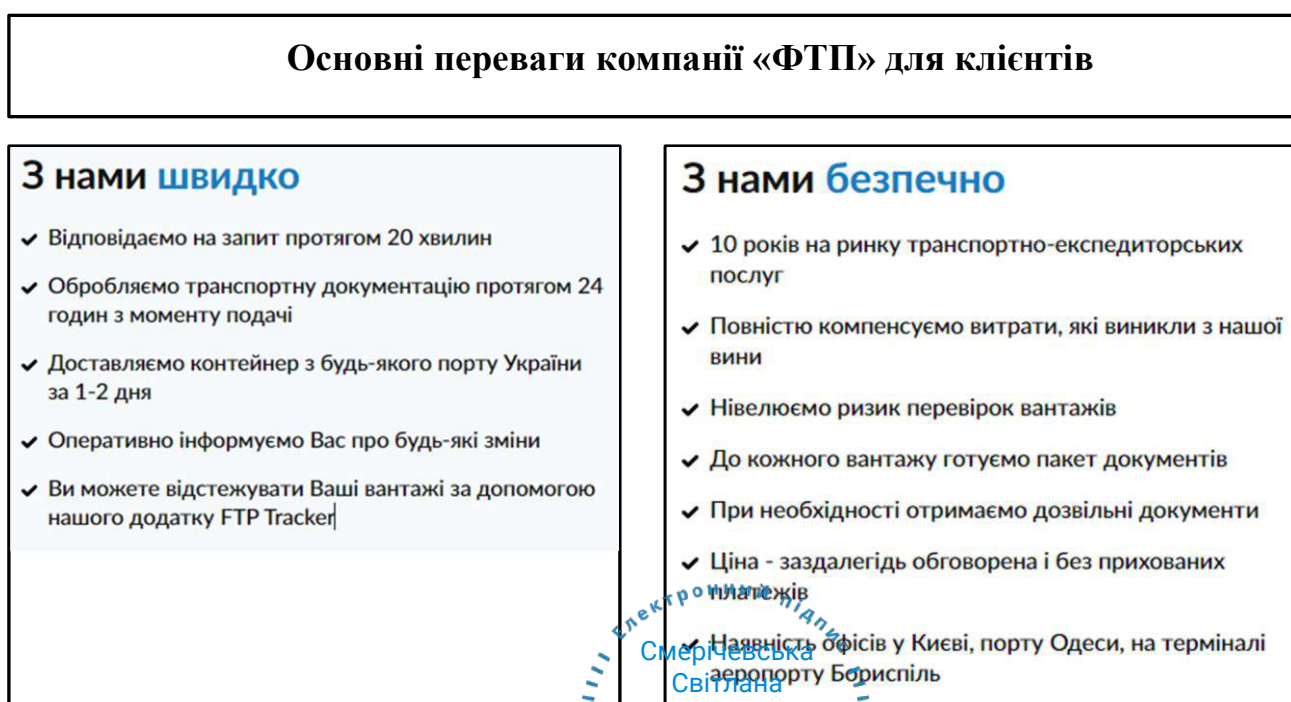 Основні переваги компанії «ФТП» для клієнтів
З нами швидко
Відповідаємо на запит протягом 20 хвилин
Обробляємо транспортну документацію протягом 24
годин з моменту подачі
Доставляємо контейнер з будь-якого порту України
за 1-2 дня
Оперативно інформуємо Вас про будь-які зміни
Ви можете відстежувати Ваші вантажі за допомогою
нашого додатку FTP Tracker
З нами безпечно
10 років на ринку транспортно-експедиторських
послуг
Повністю компенсуємо витрати, які виникли з нашої
вини
Нівелюємо ризик перевірок вантажів
До кожного вантажу готуємо пакет документів
При необхідності отримаємо дозвільні документи
Ціна - заздалегідь обговорена і без прихованих
платежів
Наявність офісів у Києві, порту Одеси, на терміналі
аеропорту Бориспіль
Електронний підпис
Смерічевська
Світлана